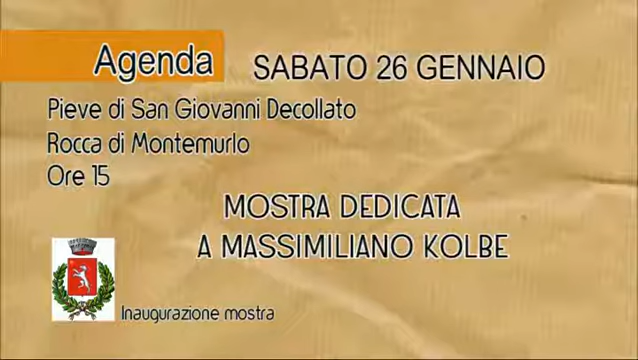 Agenda
SABATO 26 GENNAIO
Pieve di San Giovanni Decollato
Rocca di Montemurlo
Ore 15
MOSTRA DEDICATA
A MASSIMILIANO KOLBE
Inaugurazione mostra